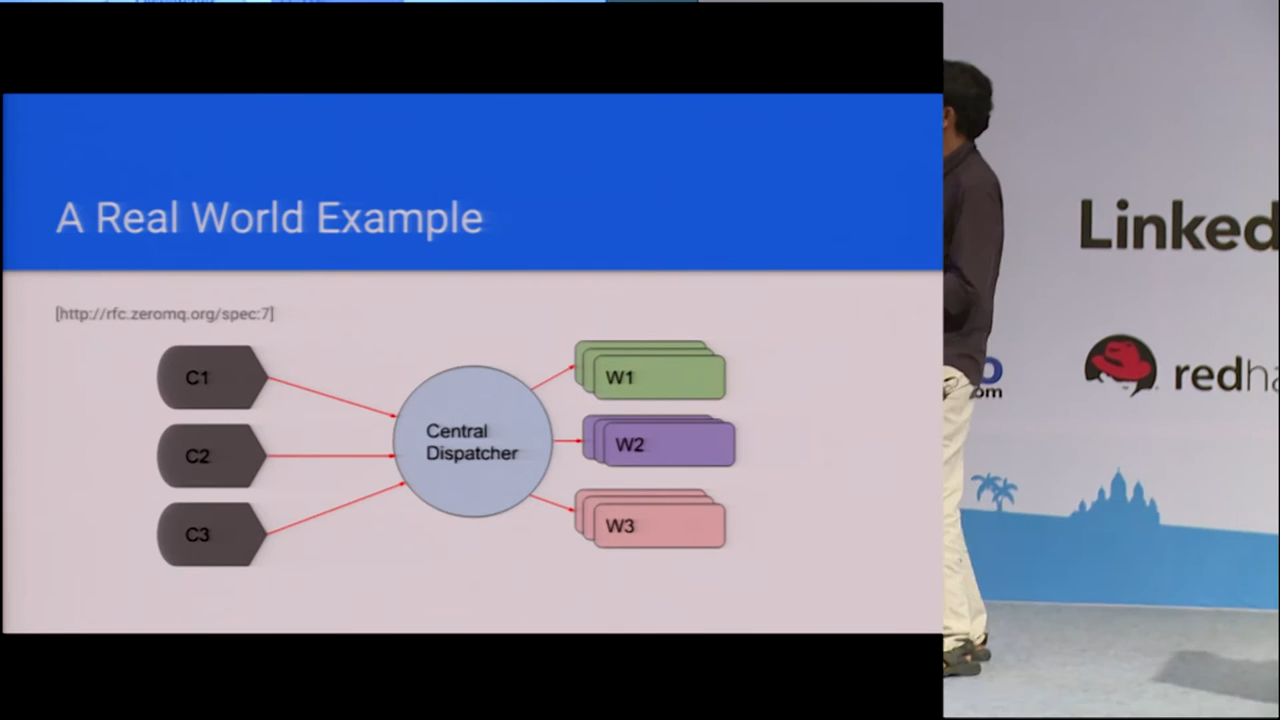 A Real World Example
[http://rfc.zeromq.org/spec:7]
C1
C2
C3
Central
Dispatcher
W1
W2
W3
Linked
redha
om